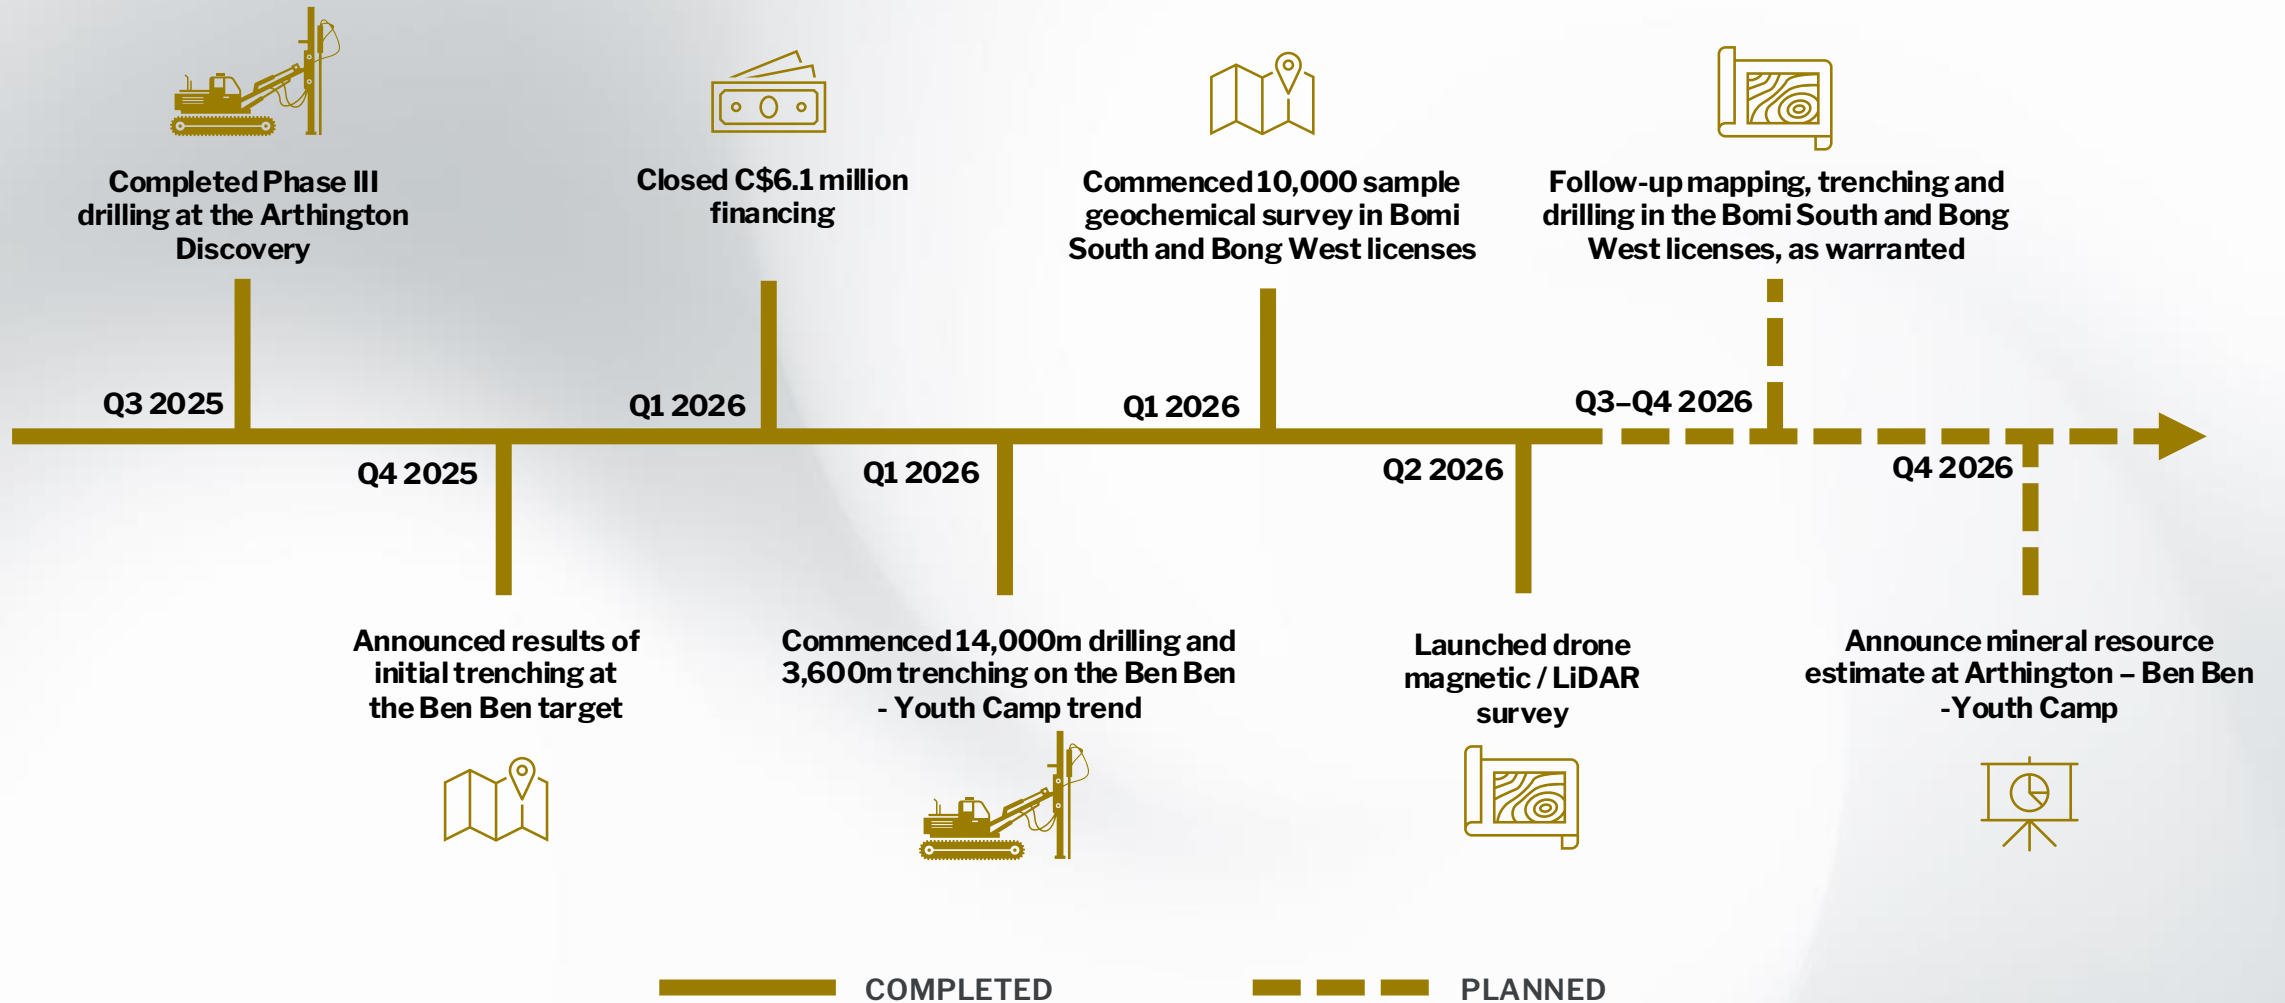 Completed Phase III
drilling at the Arthington
Discovery
Q3 2025
Announced results of
initial trenching at
the Ben Ben target
Q4 2025
Closed C$6.1 million
financing
Q1 2026
Commenced 14,000m drilling and
3,600m trenching on the Ben Ben
- Youth Camp trend
Q1 2026
Commenced 10,000 sample
geochemical survey in Bomi
South and Bong West licenses
Q1 2026
Launched drone
magnetic / LiDAR
survey
Q2 2026
Follow-up mapping, trenching and
drilling in the Bomi South and Bong
West licenses, as warranted
Q3–Q4 2026
Announce mineral resource
estimate at Arthington – Ben Ben
-Youth Camp
Q4 2026
COMPLETED
PLANNED